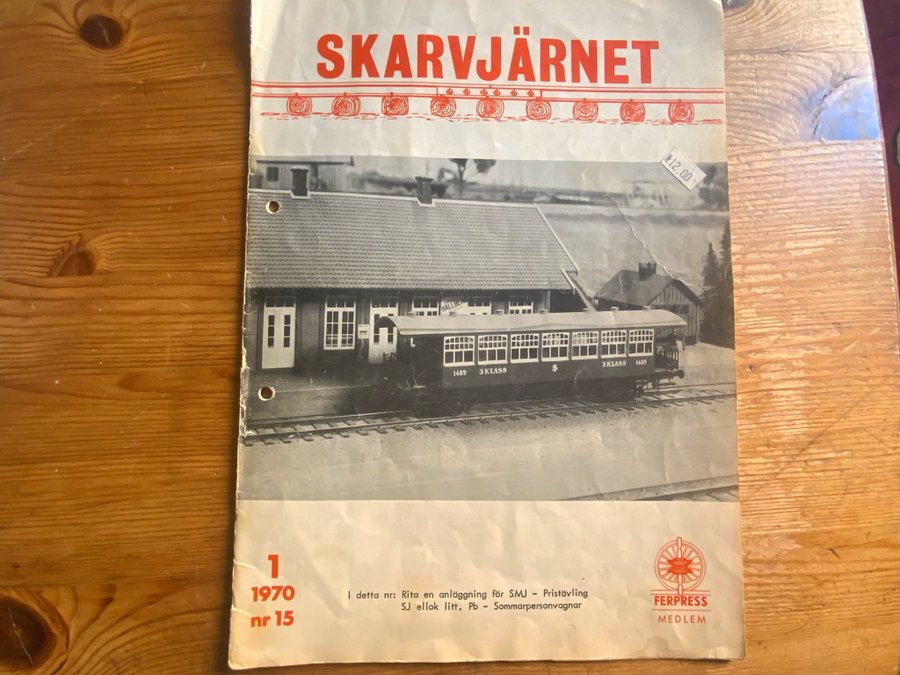 SKARVJÄRNET
12.00
1489 3 KLASS 3 KLASS 1489
1
1970
nr 15
I detta nr: Rita en anläggning för SMJ - Pristävling
SJ ellok litt. Pb - Sommarpersonvagnar
FERPRESS
MEDLEM